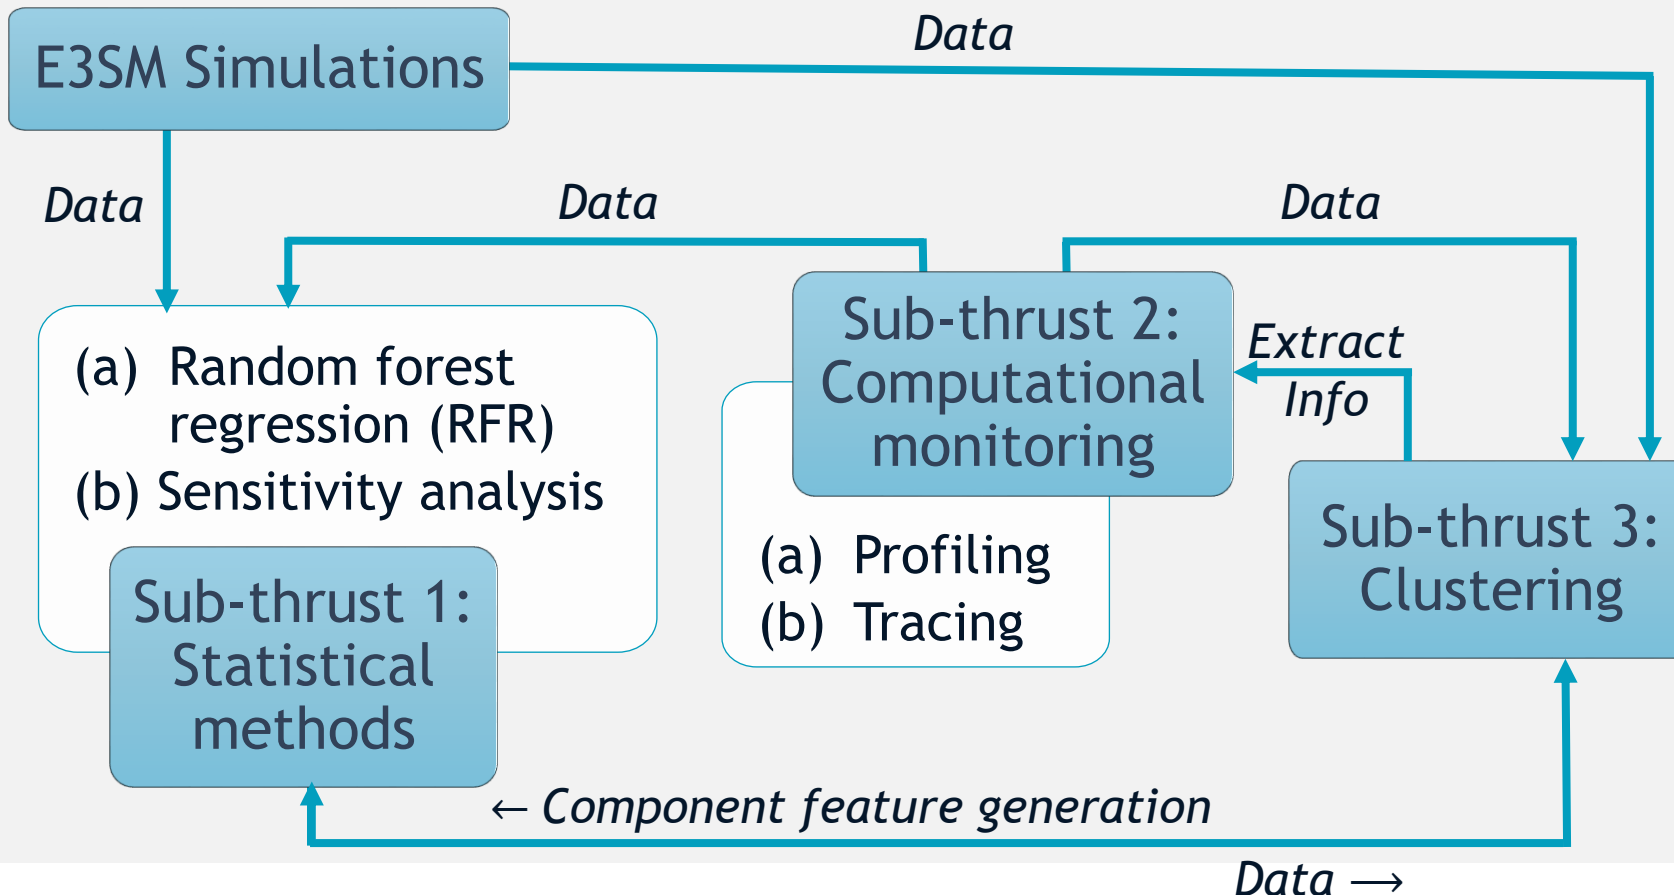 E3SM Simulations
Data
Data
Data
Data
(a) Random forest
regression (RFR)
(b) Sensitivity analysis
Sub-thrust 1:
Statistical
methods
Sub-thrust 2:
Computational
monitoring
(a) Profiling
(b) Tracing
Extract
Info
Sub-thrust 3:
Clustering
← Component feature generation
Data →